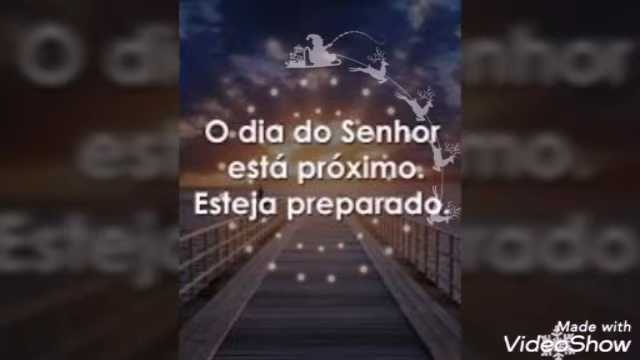 O dia do Senhor
está próximo.
Esteja preparado.
Made with
VideoShow